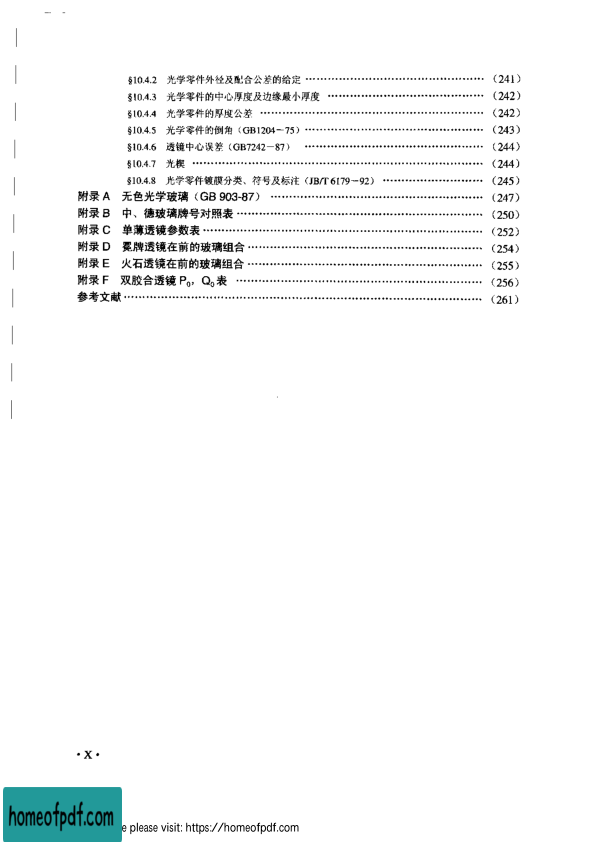 §10.4.2 光学零件外径及配合公差的给定 ……………………………………… (241)
§10.4.3 光学零件的中心厚度及边缘最小厚度 ………………………………… (242)
§10.4.4 光学零件的厚度公差 ………………………………………………… (242)
§10.4.5 光学零件的倒角(GB1204-75)……………………………………… (243)
§10.4.6 透镜中心误差(GB7242-87) ……………………………………… (244)
§10.4.7 光楔 ………………………………………………………………… (244)
§10.4.8 光学零件镀膜分类、符号及标注(JB/T 6179-92) ………………… (245)
附录 A 无色光学玻璃(GB 903-87) ……………………………………………… (247)
附录 B 中、德玻璃牌号对照表 …………………………………………………… (250)
附录 C 单薄透镜参数表 …………………………………………………………… (252)
附录 D 冕牌透镜在前的玻璃组合 ………………………………………………… (254)
附录 E 火石透镜在前的玻璃组合 ………………………………………………… (255)
附录 F 双胶合透镜 P₀, Q₀ 表 …………………………………………………… (256)
参考文献 …………………………………………………………………………… (261)
· X ·
homeofpdf.com
e please visit: https://homeofpdf.com